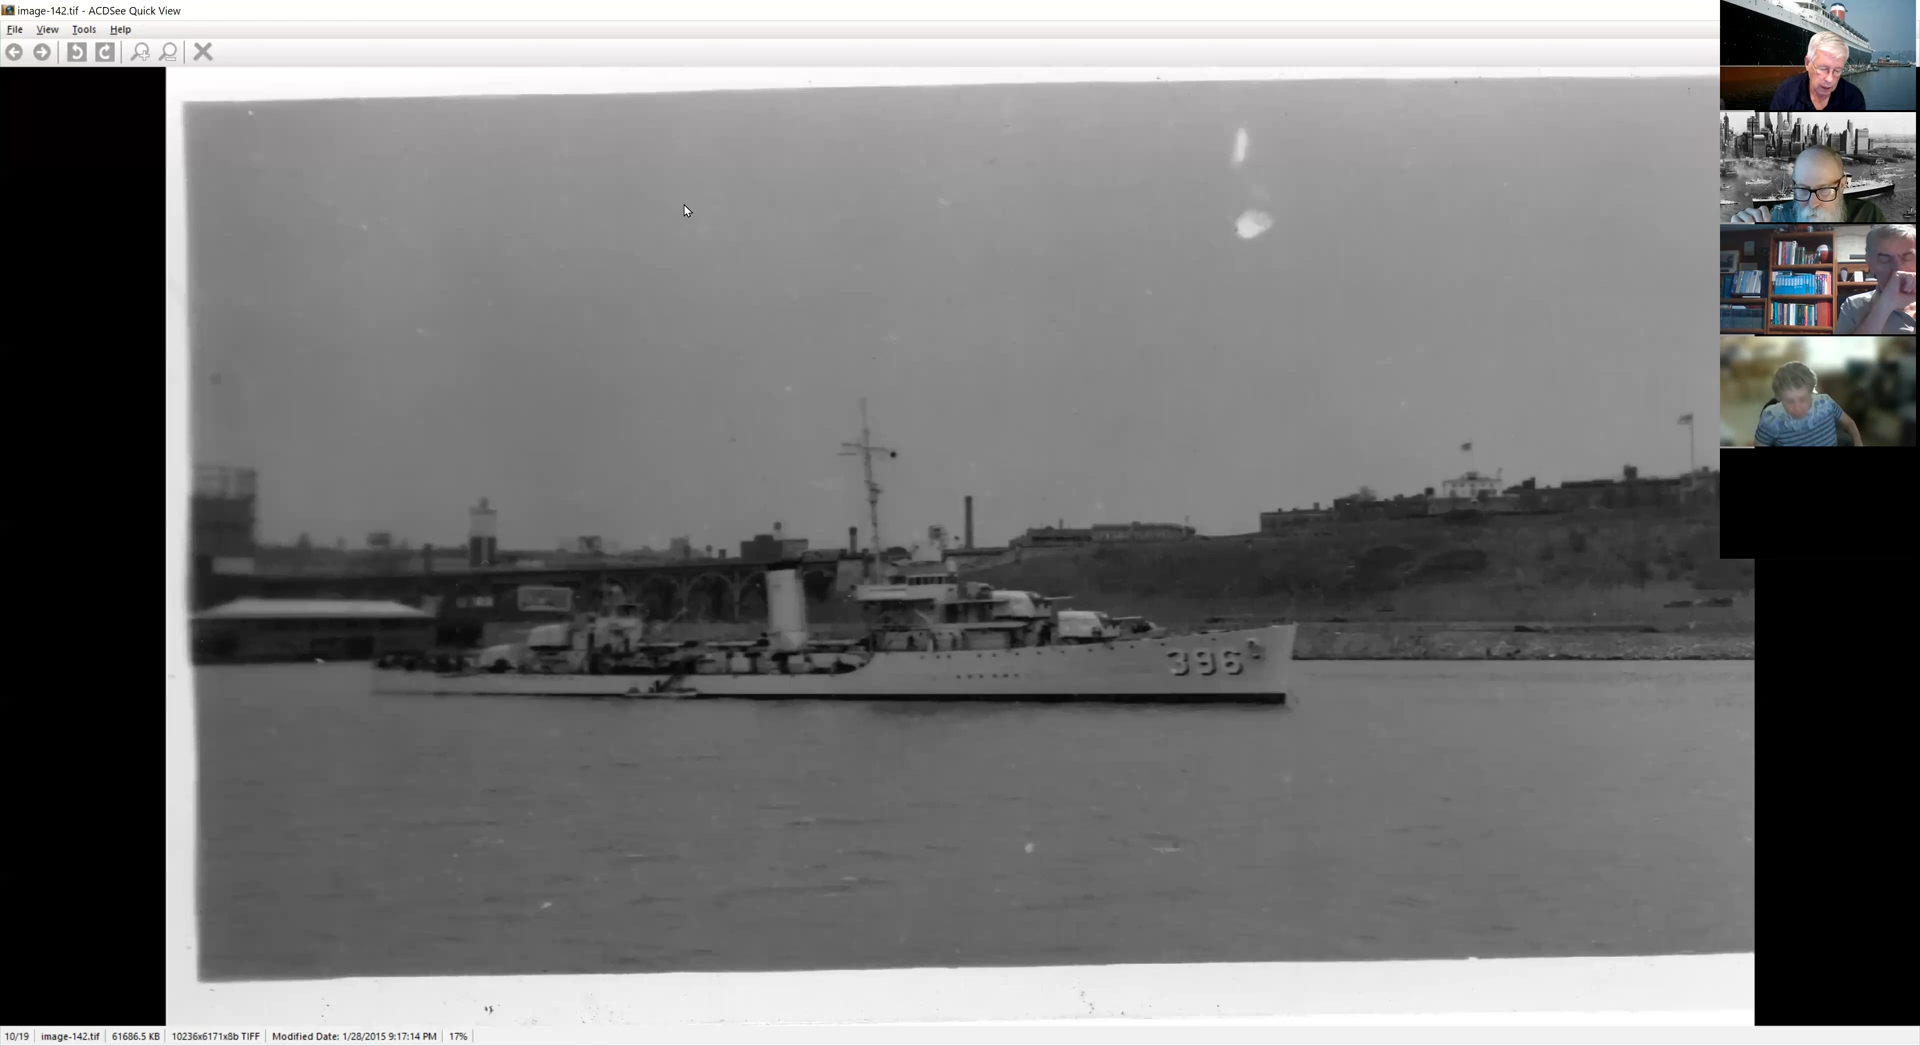 image-142.tif - ACDSee Quick View
File View Tools Help
396
10/19 image-142.tif 61686.5 KB 10236x6171x8b TIFF Modified Date: 1/28/2015 9:17:14 PM 17%